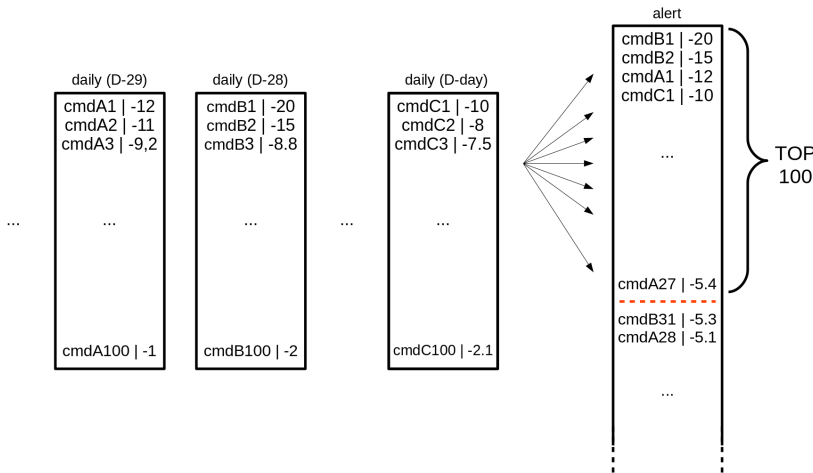 daily (D-29)
cmdA1 | -12
cmdA2 | -11
cmdA3 | -9,2
...
...
cmdA100 | -1
daily (D-28)
cmdB1 | -20
cmdB2 | -15
cmdB3 | -8.8
...
cmdB100 | -2
...
daily (D-day)
cmdC1 | -10
cmdC2 | -8
cmdC3 | -7.5
...
cmdC100 | -2.1
alert
cmdB1 | -20
cmdB2 | -15
cmdA1 | -12
cmdC1 | -10
...
cmdA27 | -5.4
cmdB31 | -5.3
cmdA28 | -5.1
...
TOP
100